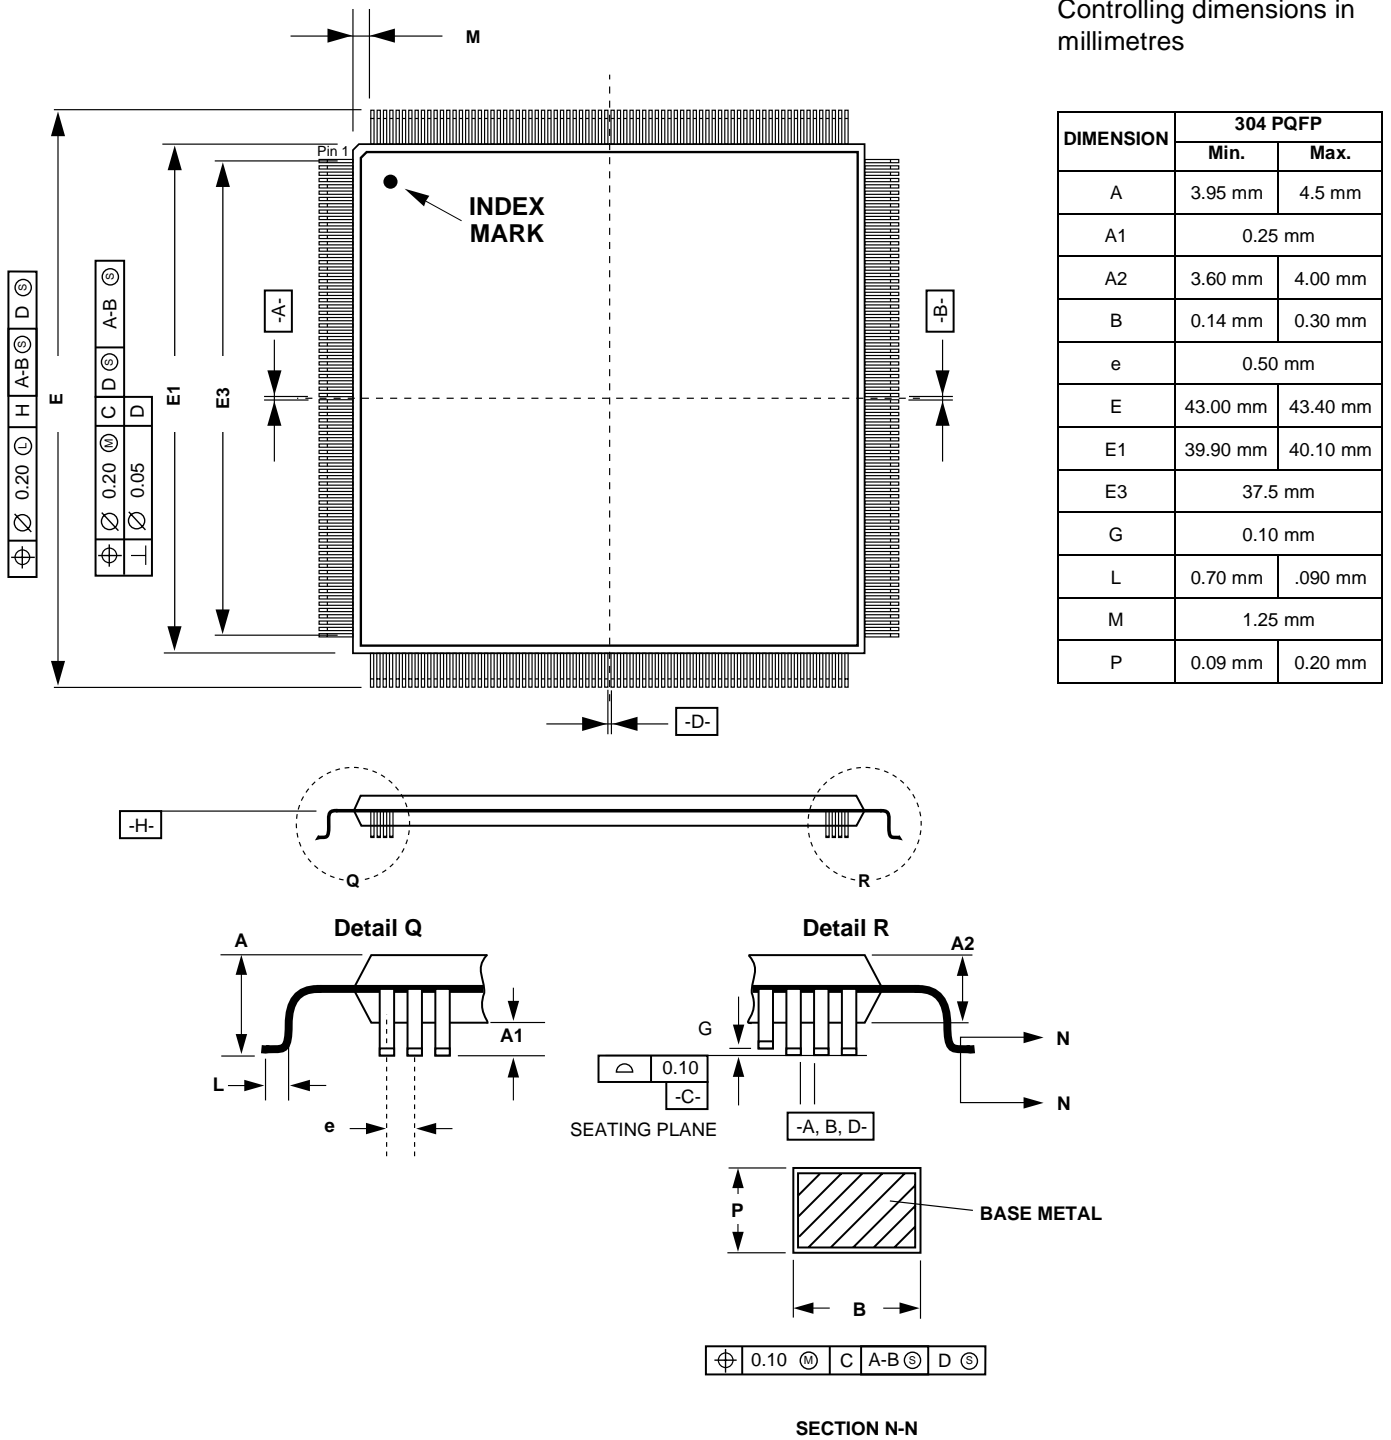 Controlling dimensions in
millimetres
M
DIMENSION 304 PQFP
Min. Max.
A 3.95 mm 4.5 mm
A1 0.25 mm
A2 3.60 mm 4.00 mm
B 0.14 mm 0.30 mm
e 0.50 mm
E 43.00 mm 43.40 mm
E1 39.90 mm 40.10 mm
E3 37.5 mm
G 0.10 mm
L 0.70 mm .090 mm
M 1.25 mm
P 0.09 mm 0.20 mm
Pin 1
INDEX
MARK
⌖ ∅ 0.20 Ⓛ H A-B Ⓢ D Ⓢ
E
⌖ ∅ 0.20 Ⓜ C D Ⓢ A-B Ⓢ
⊥ ∅ 0.05 D
E1
E3
-A-
-B-
-D-
-H-
Q
R
Detail Q
A
A1
L
e
Detail R
A2
G
N
N
⌓ 0.10
-C-
SEATING PLANE
-A, B, D-
P
BASE METAL
B
⌖ 0.10 Ⓜ C A-B Ⓢ D Ⓢ
SECTION N-N